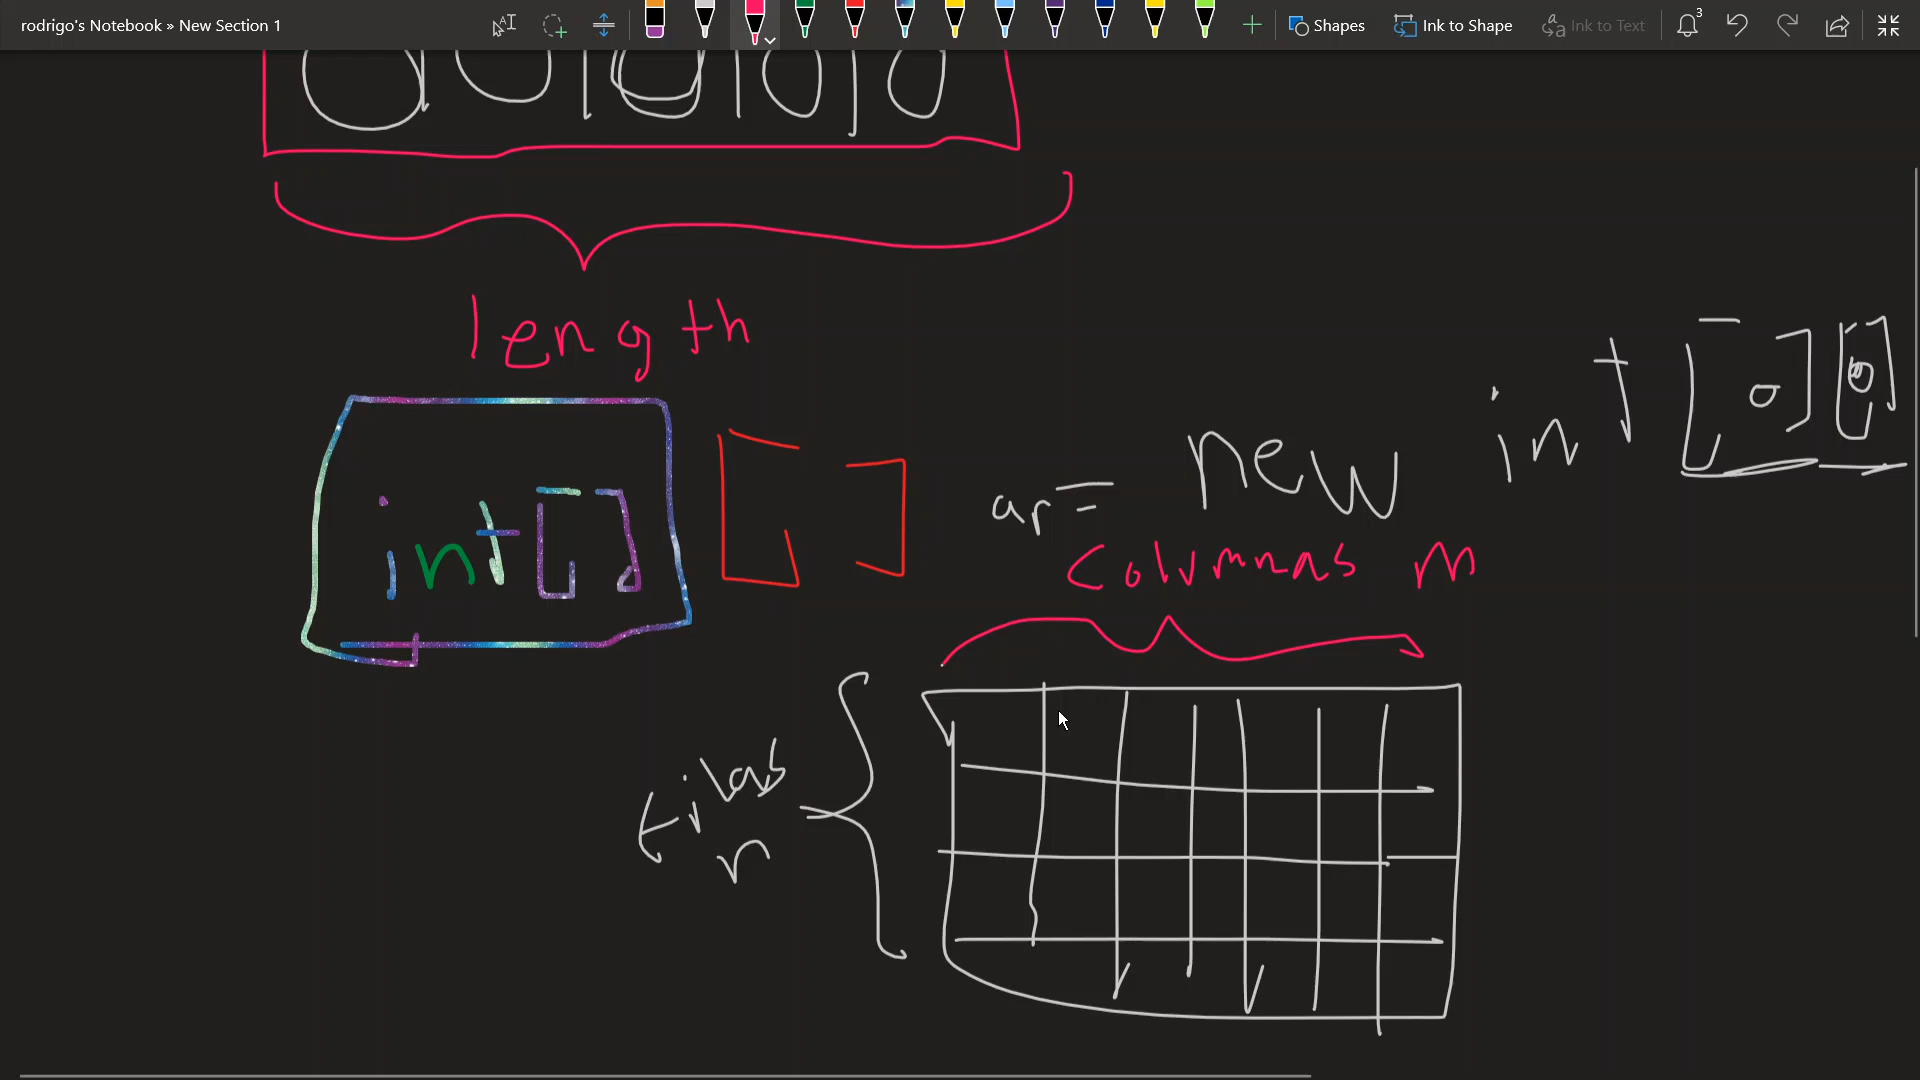 rodrigo's Notebook » New Section 1
Shapes
Ink to Shape
Ink to Text
3
length
int[] [ ]
ar = new int [ 0][0]
Columnas m
filas
n